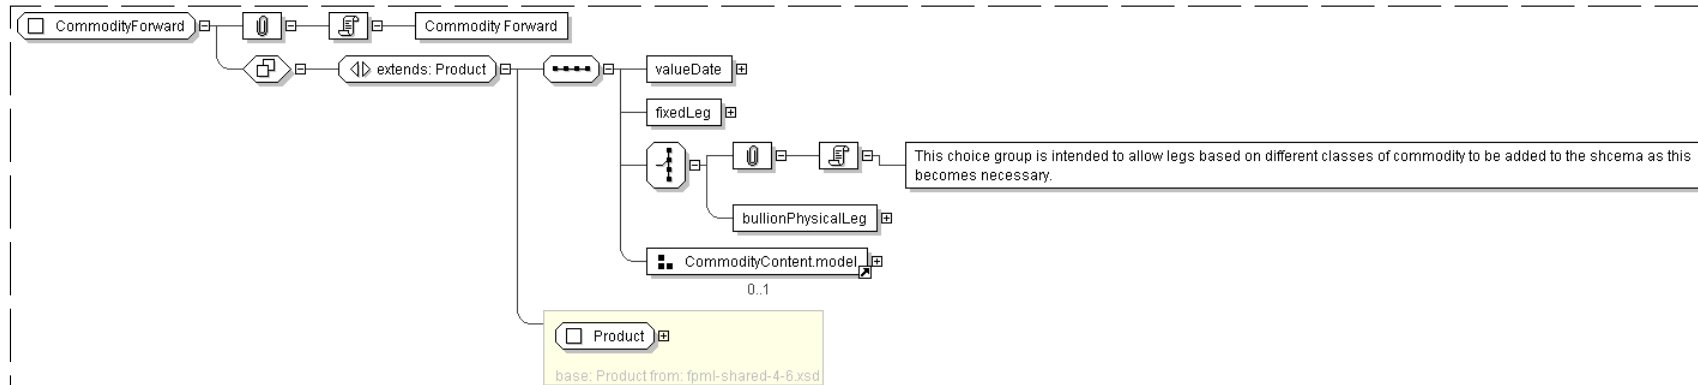 CommodityForward
Commodity Forward
extends: Product
valueDate
fixedLeg
This choice group is intended to allow legs based on different classes of commodity to be added to the shcema as this
becomes necessary.
bullionPhysicalLeg
CommodityContent.model
0..1
Product
base: Product from: fpml-shared-4-6.xsd